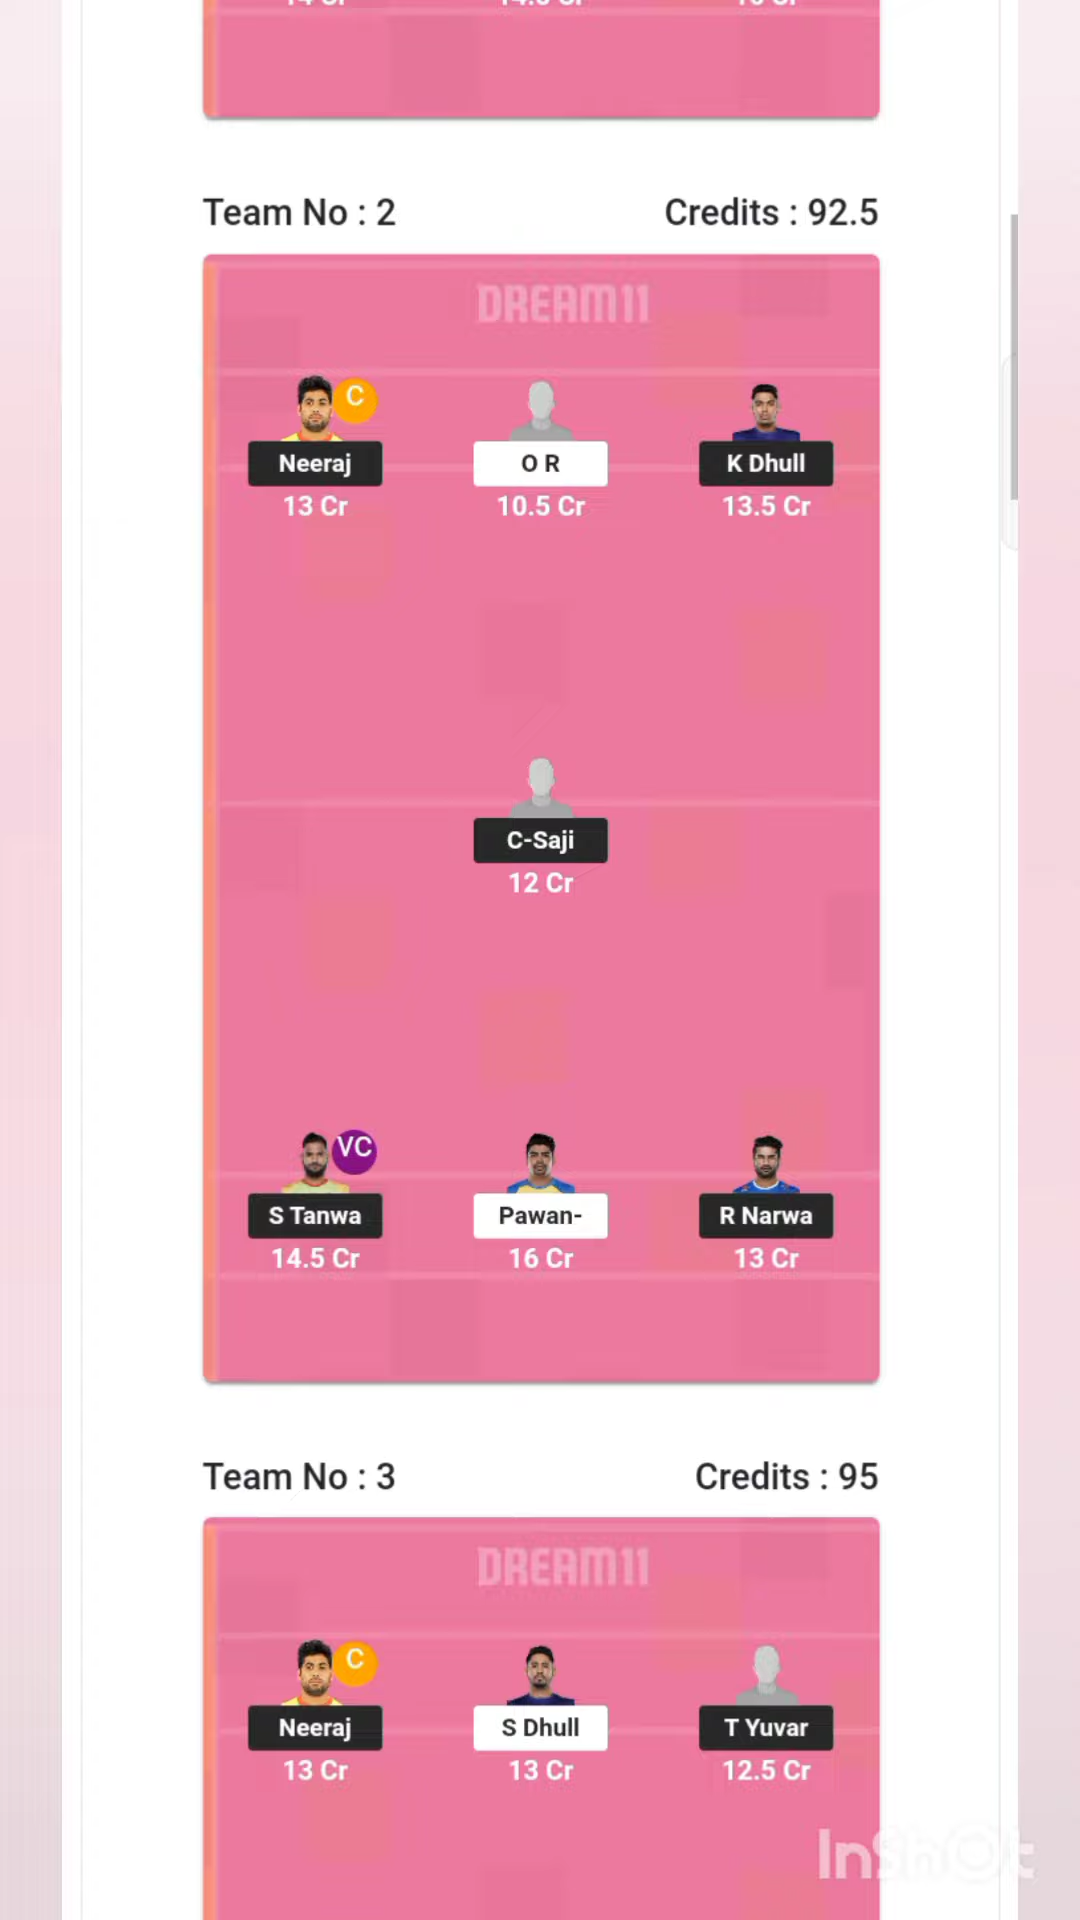 Team No : 2 Credits : 92.5
DREAM11
C
Neeraj O R K Dhull
13 Cr 10.5 Cr 13.5 Cr
C-Saji
12 Cr
VC
S Tanwa Pawan- R Narwa
14.5 Cr 16 Cr 13 Cr
Team No : 3 Credits : 95
DREAM11
C
Neeraj S Dhull T Yuvar
13 Cr 13 Cr 12.5 Cr
InShOt